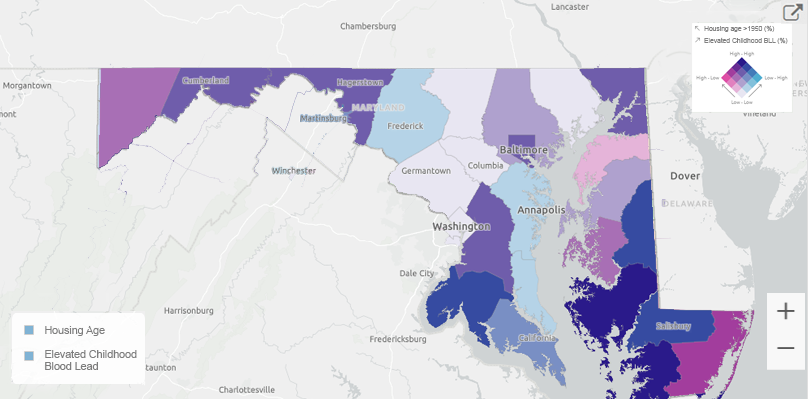 Lancaster
Chambersburg
Housing age >1950 (%)
Elevated Childhood BLL (%)
High - High
High - Low
Low - High
Low - Low
Morgantown
Cumberland
Hagerstown
MARYLAND
Martinsburg
Frederick
Vineland
Baltimore
Columbia
Germantown
Winchester
Dover
DELAWARE
Annapolis
Washington
Dale City
Harrisonburg
Fredericksburg
California
Salisbury
Housing Age
Elevated Childhood
Blood Lead
+
−
taunton
Charlottesville